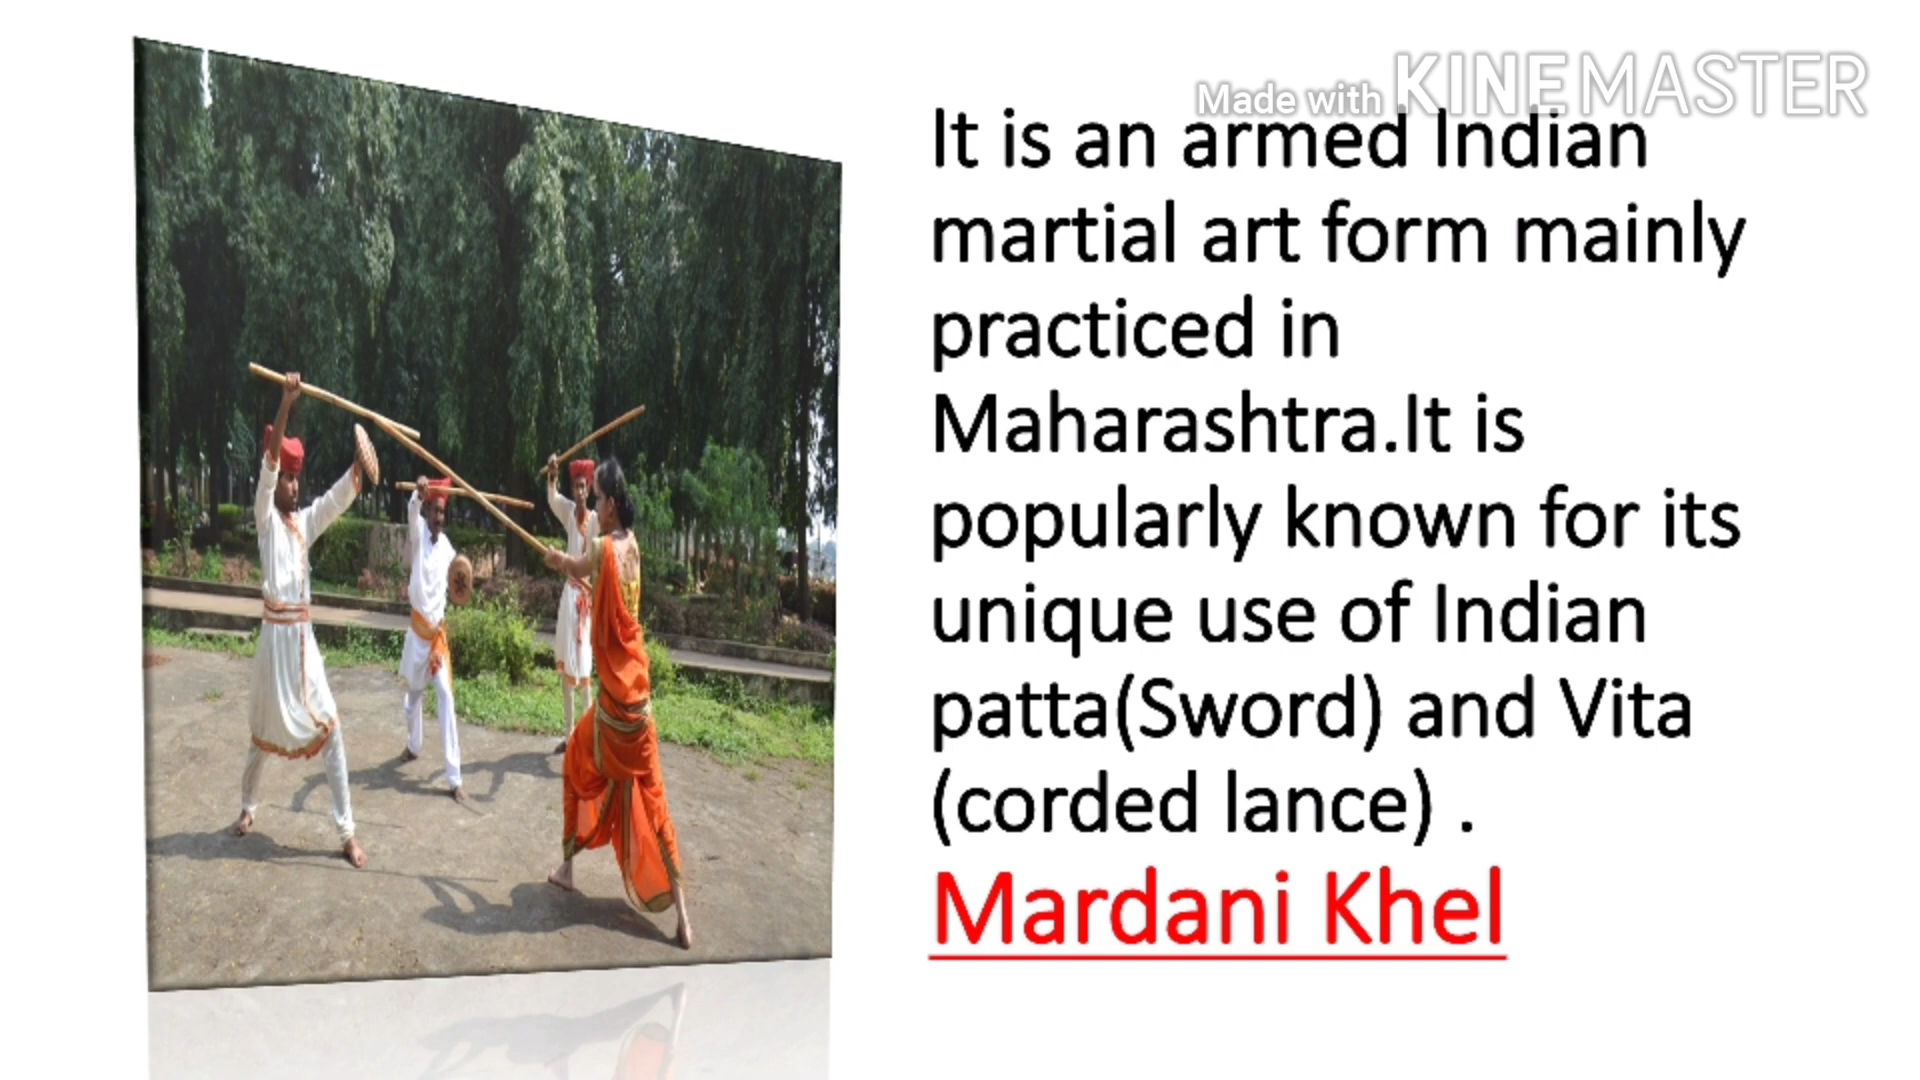 Made with KINEMASTER
It is an armed Indian
martial art form mainly
practiced in
Maharashtra.It is
popularly known for its
unique use of Indian
patta(Sword) and Vita
(corded lance) .
Mardani Khel